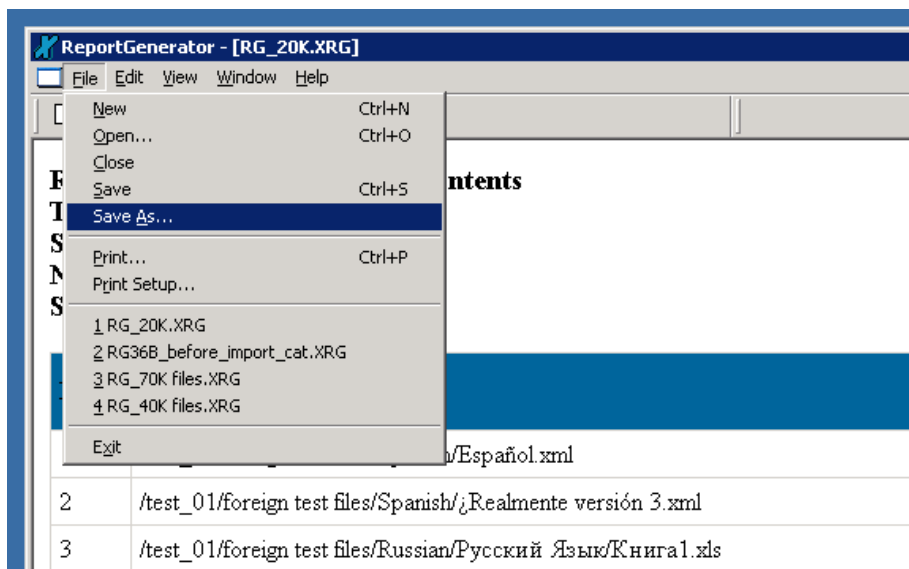 ReportGenerator - [RG_20K.XRG]
File Edit View Window Help
New Ctrl+N
Open... Ctrl+O
Close
Save Ctrl+S
Save As...
Print... Ctrl+P
Print Setup...
1 RG_20K.XRG
2 RG36B_before_import_cat.XRG
3 RG_70K files.XRG
4 RG_40K files.XRG
Exit
ntents
/Español.xml
2 /test_01/foreign test files/Spanish/¿Realmente versión 3.xml
3 /test_01/foreign test files/Russian/Русский Язык/Книга1.xls